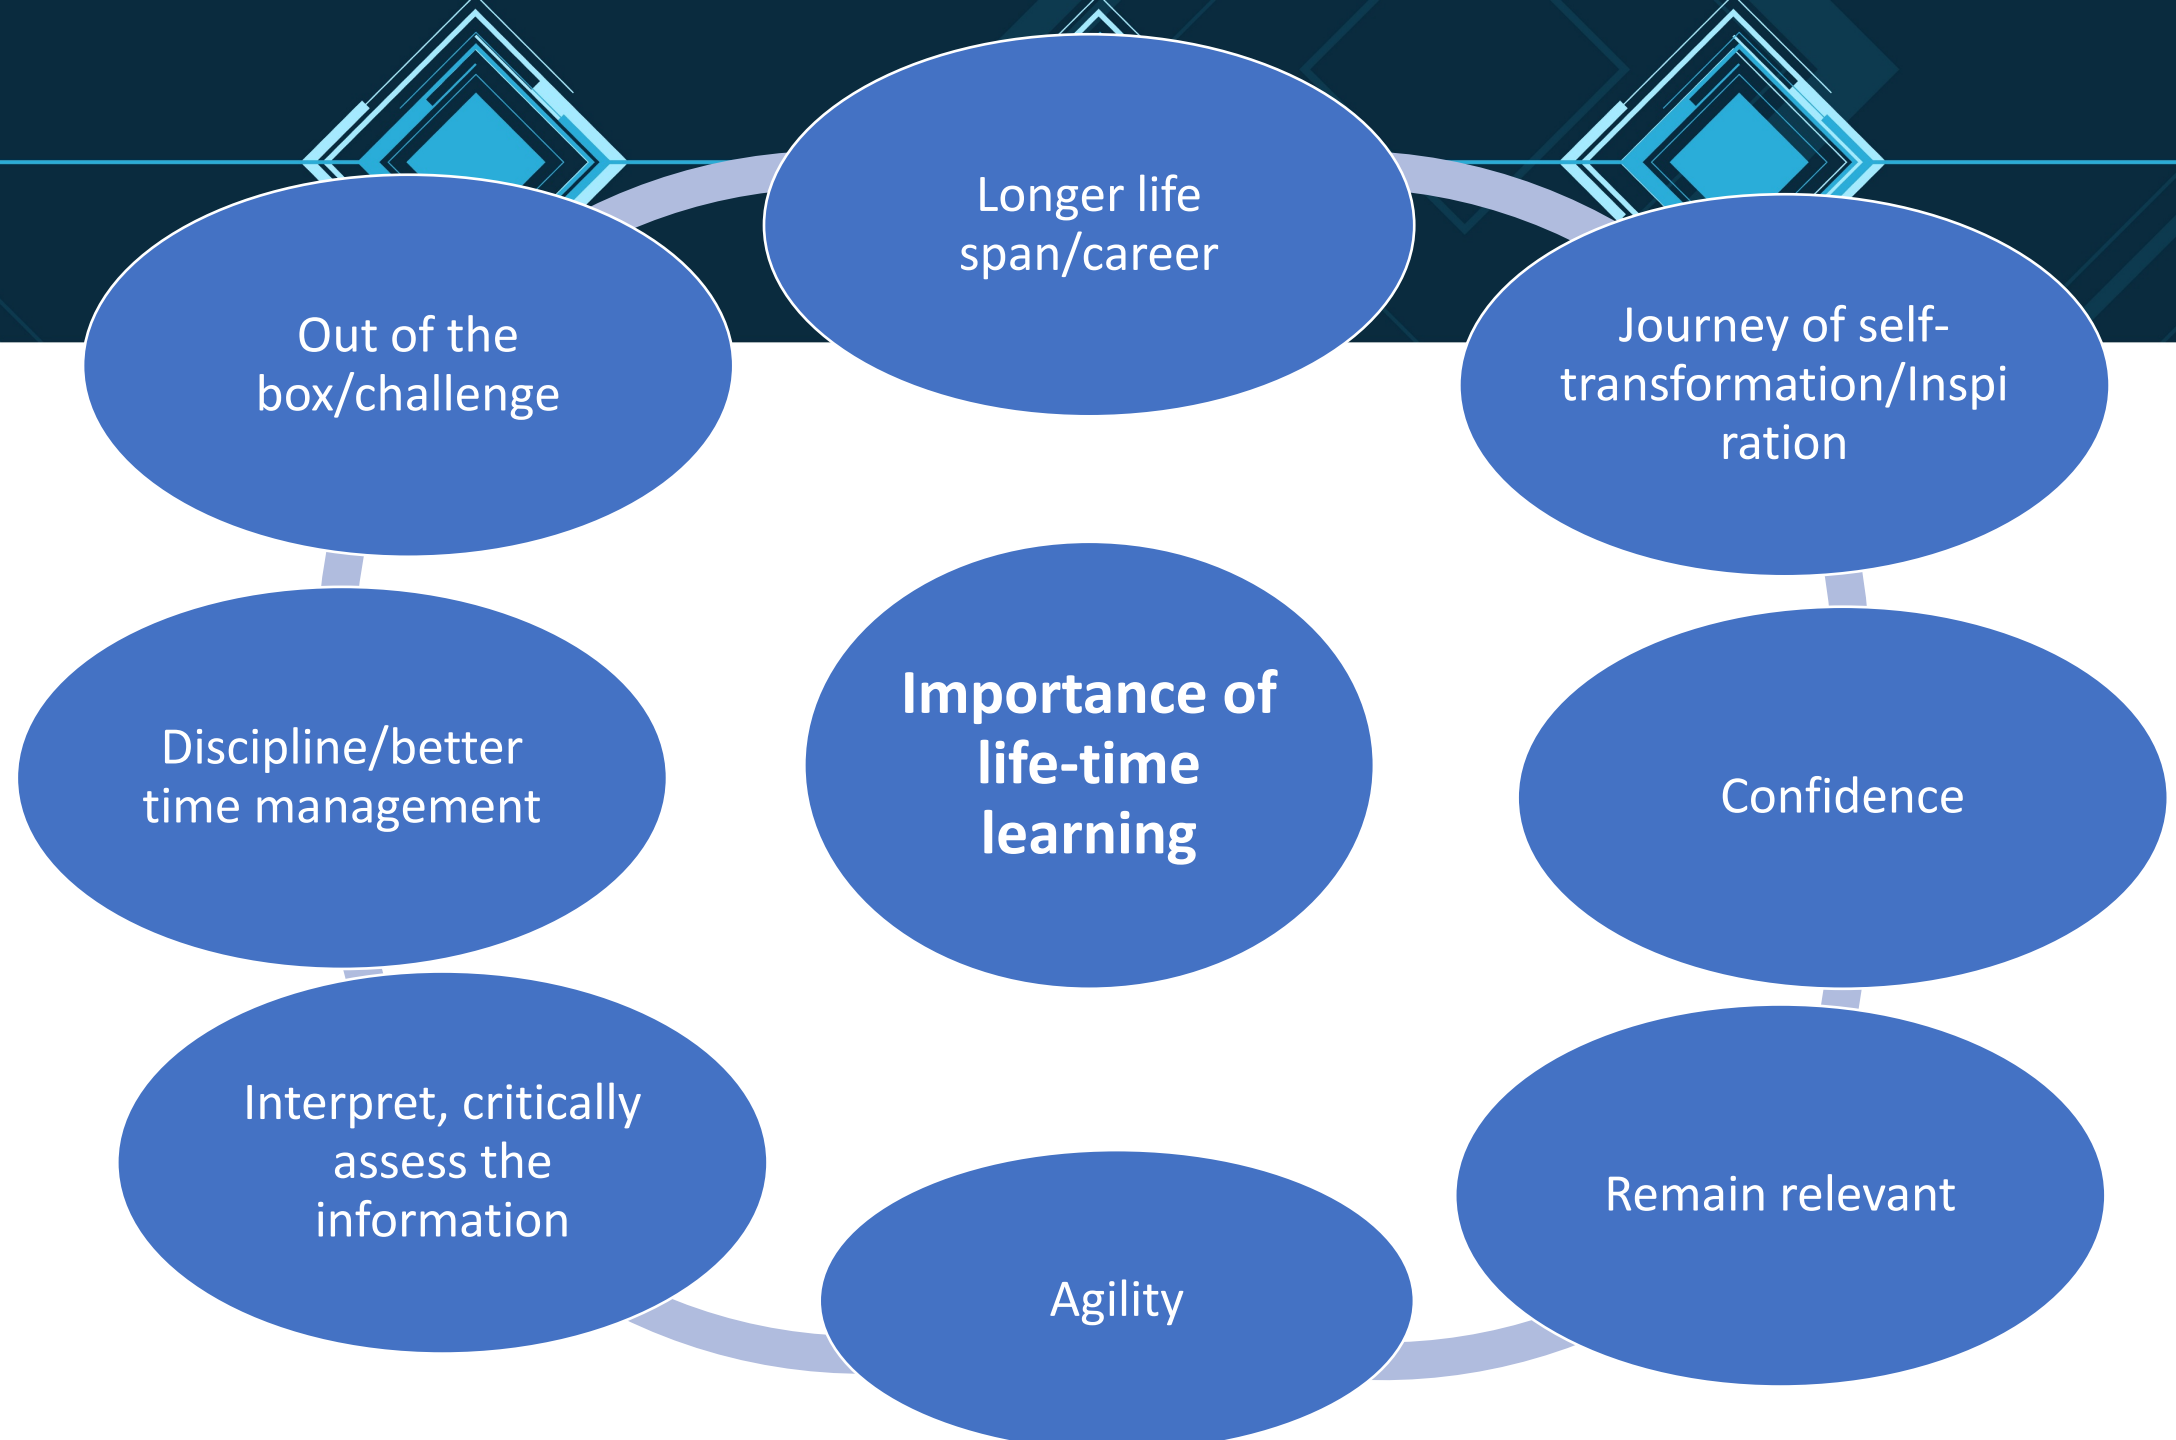 Longer life
span/career
Journey of self-
transformation/Inspi
ration
Confidence
Remain relevant
Agility
Interpret, critically
assess the
information
Discipline/better
time management
Out of the
box/challenge
Importance of
life-time
learning